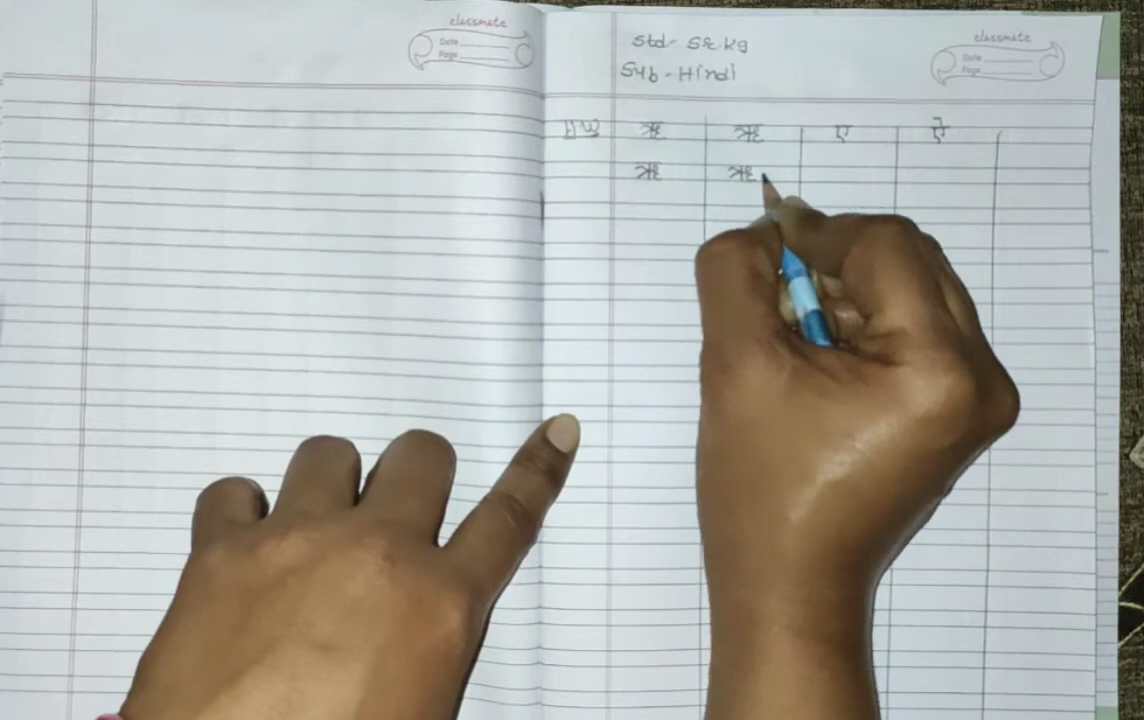 classmate
Date
Page
Std- Sr. kg
Sub - Hindi
classmate
Date
Page
H.W ऋ ऋ ए ऐ
ऋ ऋ